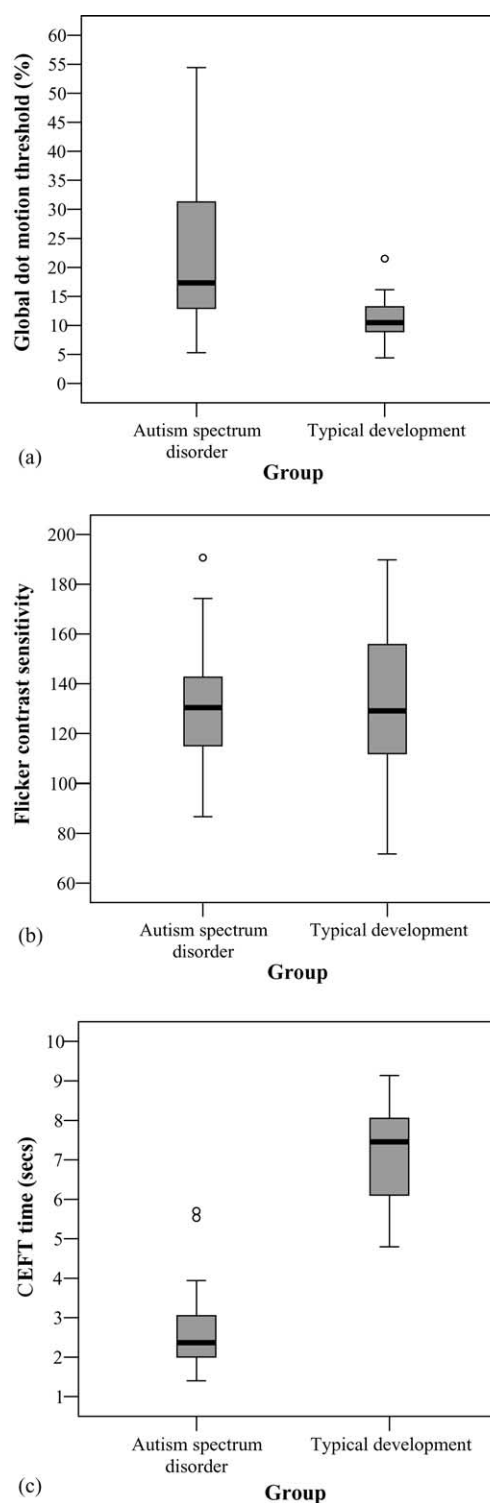 Global dot motion threshold (%)
60
55
50
45
40
35
30
25
20
15
10
5
0
Autism spectrum
disorder
Typical development
(a)
Group
Flicker contrast sensitivity
200
180
160
140
120
100
80
60
Autism spectrum
disorder
Typical development
(b)
Group
CEFT time (secs)
10
9
8
7
6
5
4
3
2
1
Autism spectrum
disorder
Typical development
(c)
Group